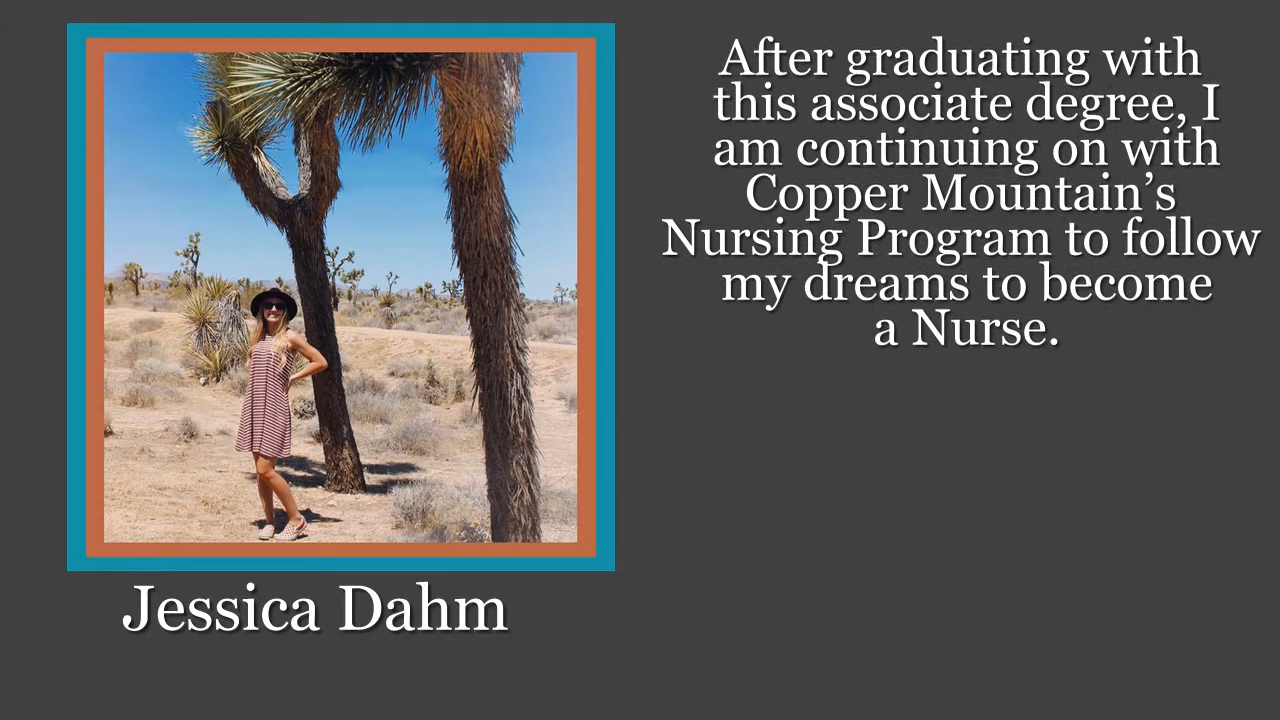 After graduating with
this associate degree, I
am continuing on with
Copper Mountain’s
Nursing Program to follow
my dreams to become
a Nurse.
Jessica Dahm